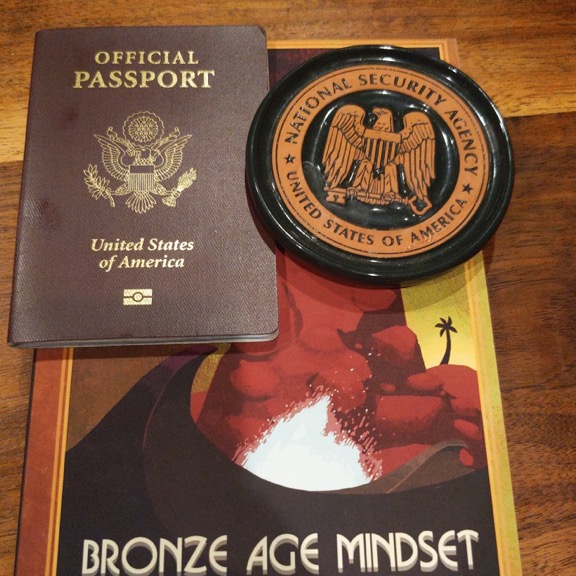 OFFICIAL
PASSPORT
United States
of America
NATIONAL SECURITY AGENCY
UNITED STATES OF AMERICA
BRONZE AGE MINDSET